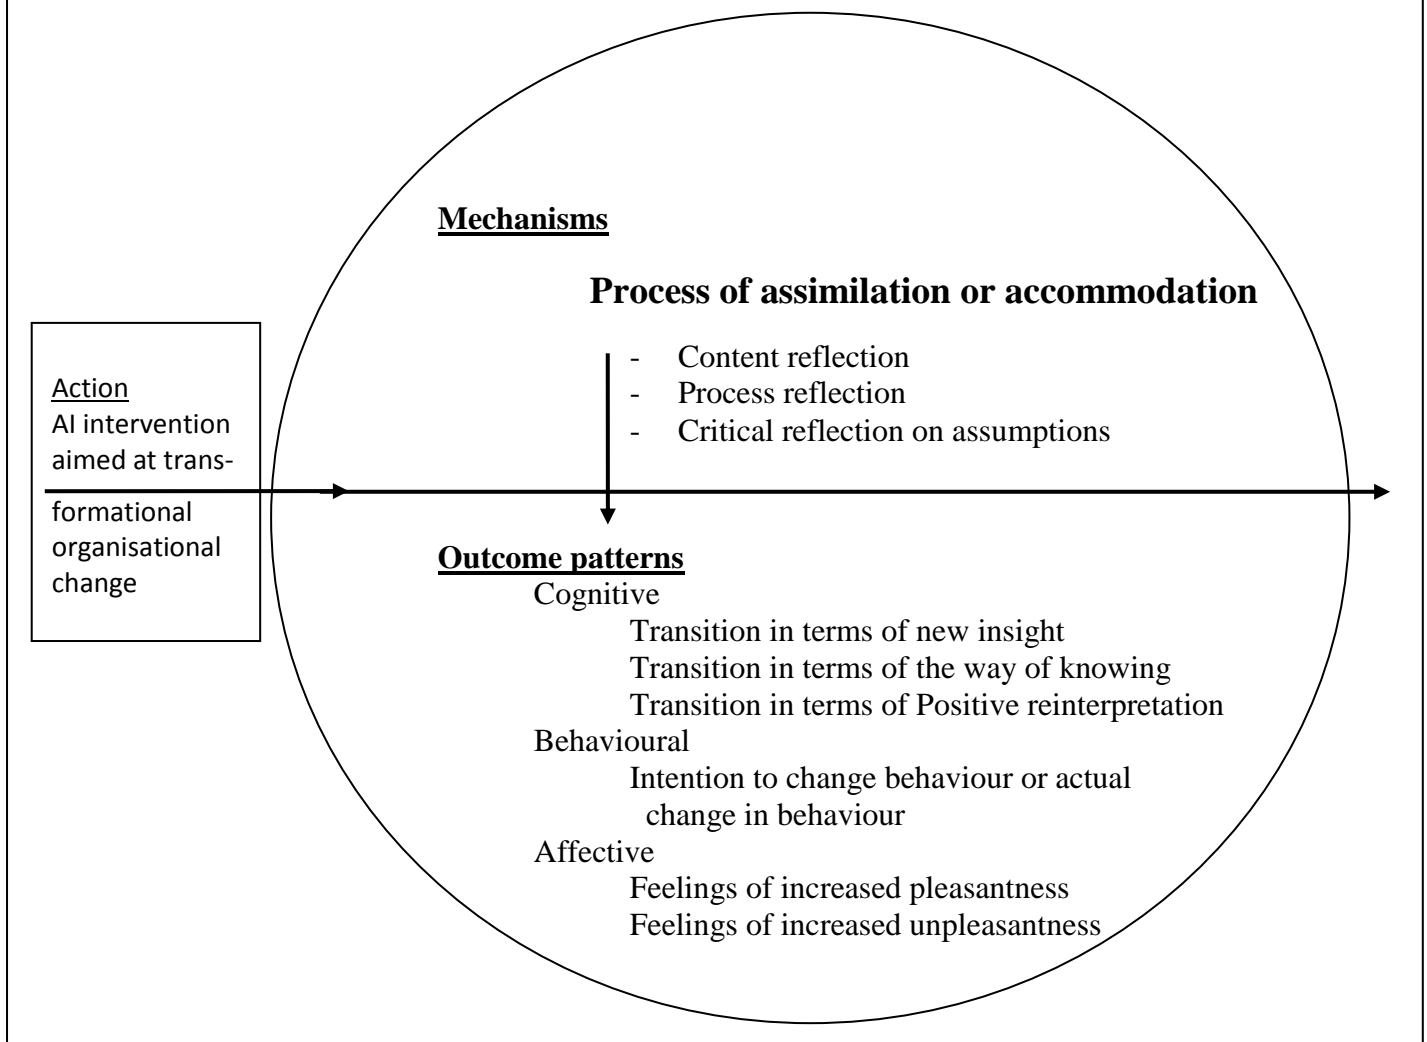 Mechanisms
Process of assimilation or accommodation
- Content reflection
- Process reflection
- Critical reflection on assumptions
Action
AI intervention
aimed at trans-
formational
organisational
change
Outcome patterns
Cognitive
Transition in terms of new insight
Transition in terms of the way of knowing
Transition in terms of Positive reinterpretation
Behavioural
Intention to change behaviour or actual
change in behaviour
Affective
Feelings of increased pleasantness
Feelings of increased unpleasantness